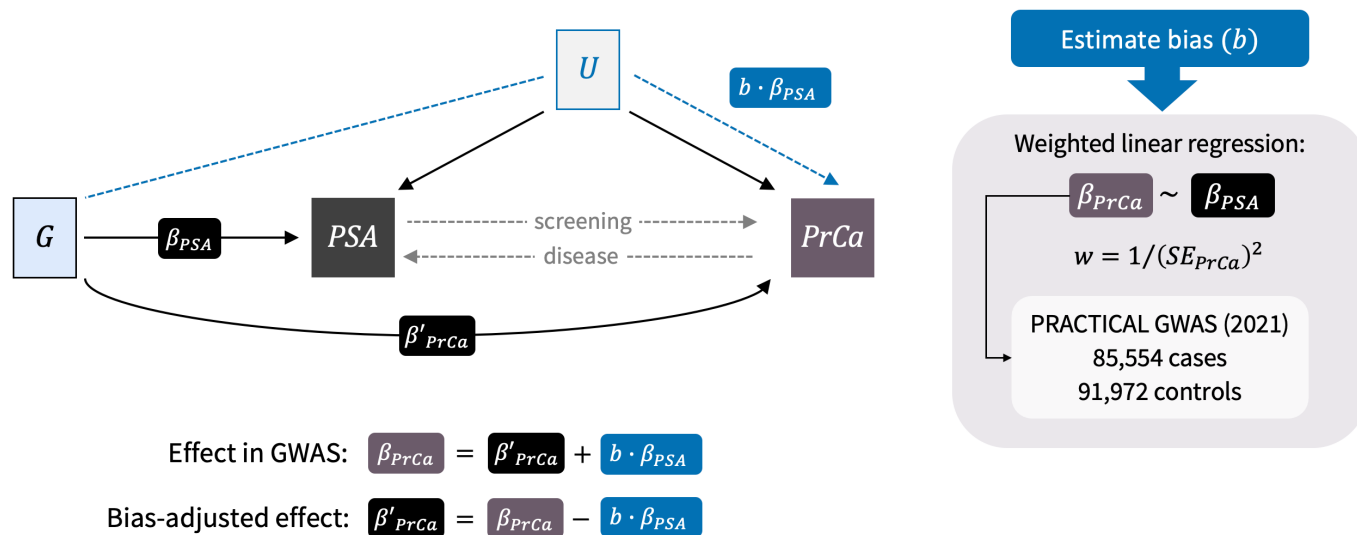 U
b · β_PSA
G
β_PSA
PSA
screening
disease
PrCa
β'_PrCa
Effect in GWAS: β_PrCa = β'_PrCa + b · β_PSA
Bias-adjusted effect: β'_PrCa = β_PrCa − b · β_PSA
Estimate bias (b)
Weighted linear regression:
β_PrCa ~ β_PSA
w = 1/(SE_PrCa)²
PRACTICAL GWAS (2021)
85,554 cases
91,972 controls